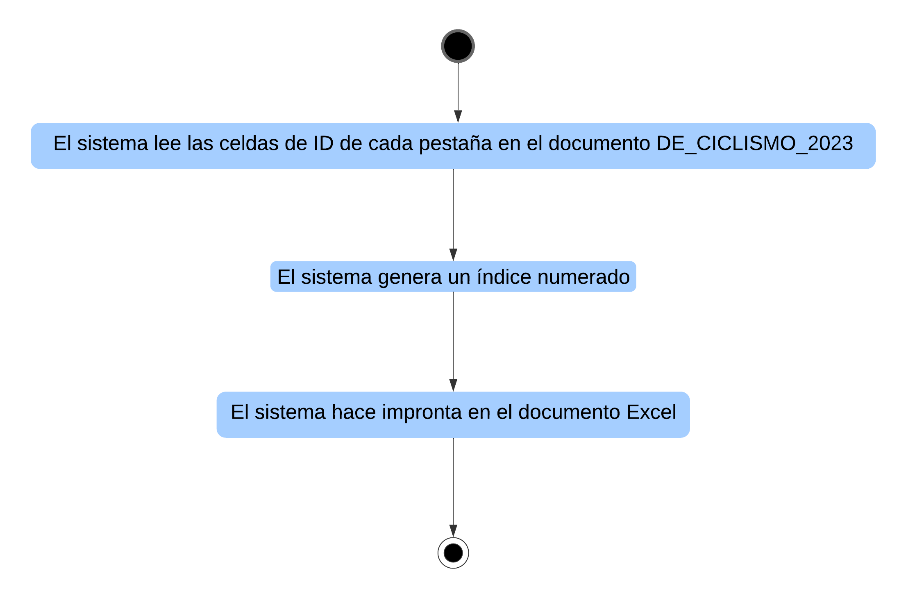 El sistema lee las celdas de ID de cada pestaña en el documento DE_CICLISMO_2023
El sistema genera un índice numerado
El sistema hace impronta en el documento Excel